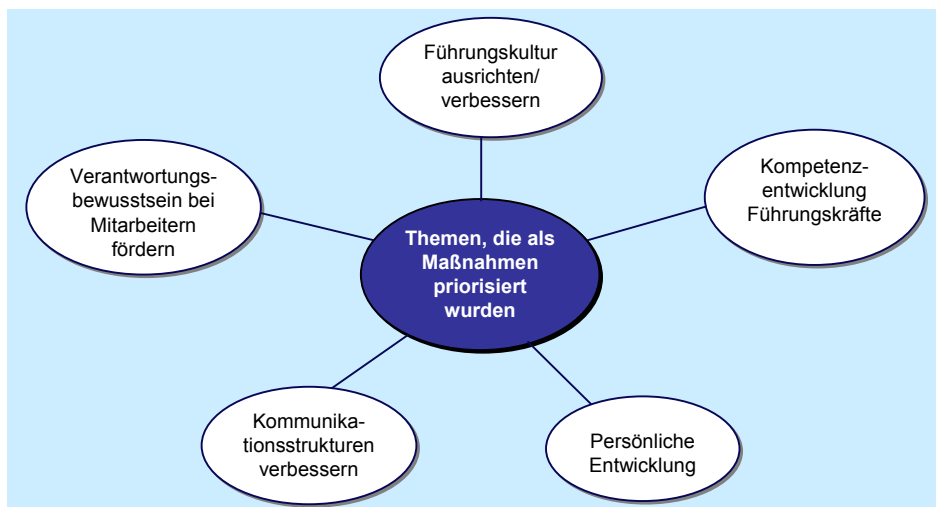 Führungskultur
ausrichten/
verbessern
Verantwortungs-
bewusstsein bei
Mitarbeitern
fördern
Kompetenz-
entwicklung
Führungskräfte
Themen, die als
Maßnahmen
priorisiert
wurden
Kommunika-
tionsstrukturen
verbessern
Persönliche
Entwicklung